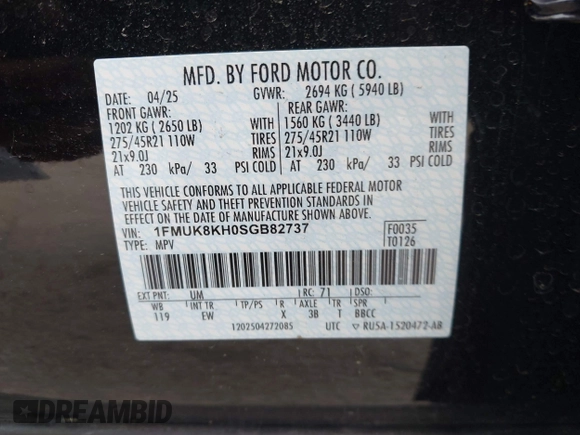 MFD. BY FORD MOTOR CO.
DATE: 04/25 GVWR: 2694 KG ( 5940 LB)
FRONT GAWR: REAR GAWR:
1202 KG ( 2650 LB) WITH 1560 KG ( 3440 LB) WITH
275/45R21 110W TIRES 275/45R21 110W TIRES
21x9.0J RIMS 21x9.0J RIMS
AT 230 kPa/ 33 PSI COLD AT 230 kPa/ 33 PSI COLD
THIS VEHICLE CONFORMS TO ALL APPLICABLE FEDERAL MOTOR
VEHICLE SAFETY AND THEFT PREVENTION STANDARDS IN
EFFECT ON THE DATE OF MANUFACTURE SHOWN ABOVE.
VIN: 1FMUK8KH0SGB82737 F0035
TYPE: MPV T0126
EXT PNT: UM RC: 71 DSO:
WB INT TR TP/PS R AXLE TR SPR
119 EW X 3B T BBCC
1202504272085 UTC ▽ RU5A-1520472-AB
DREAMBID